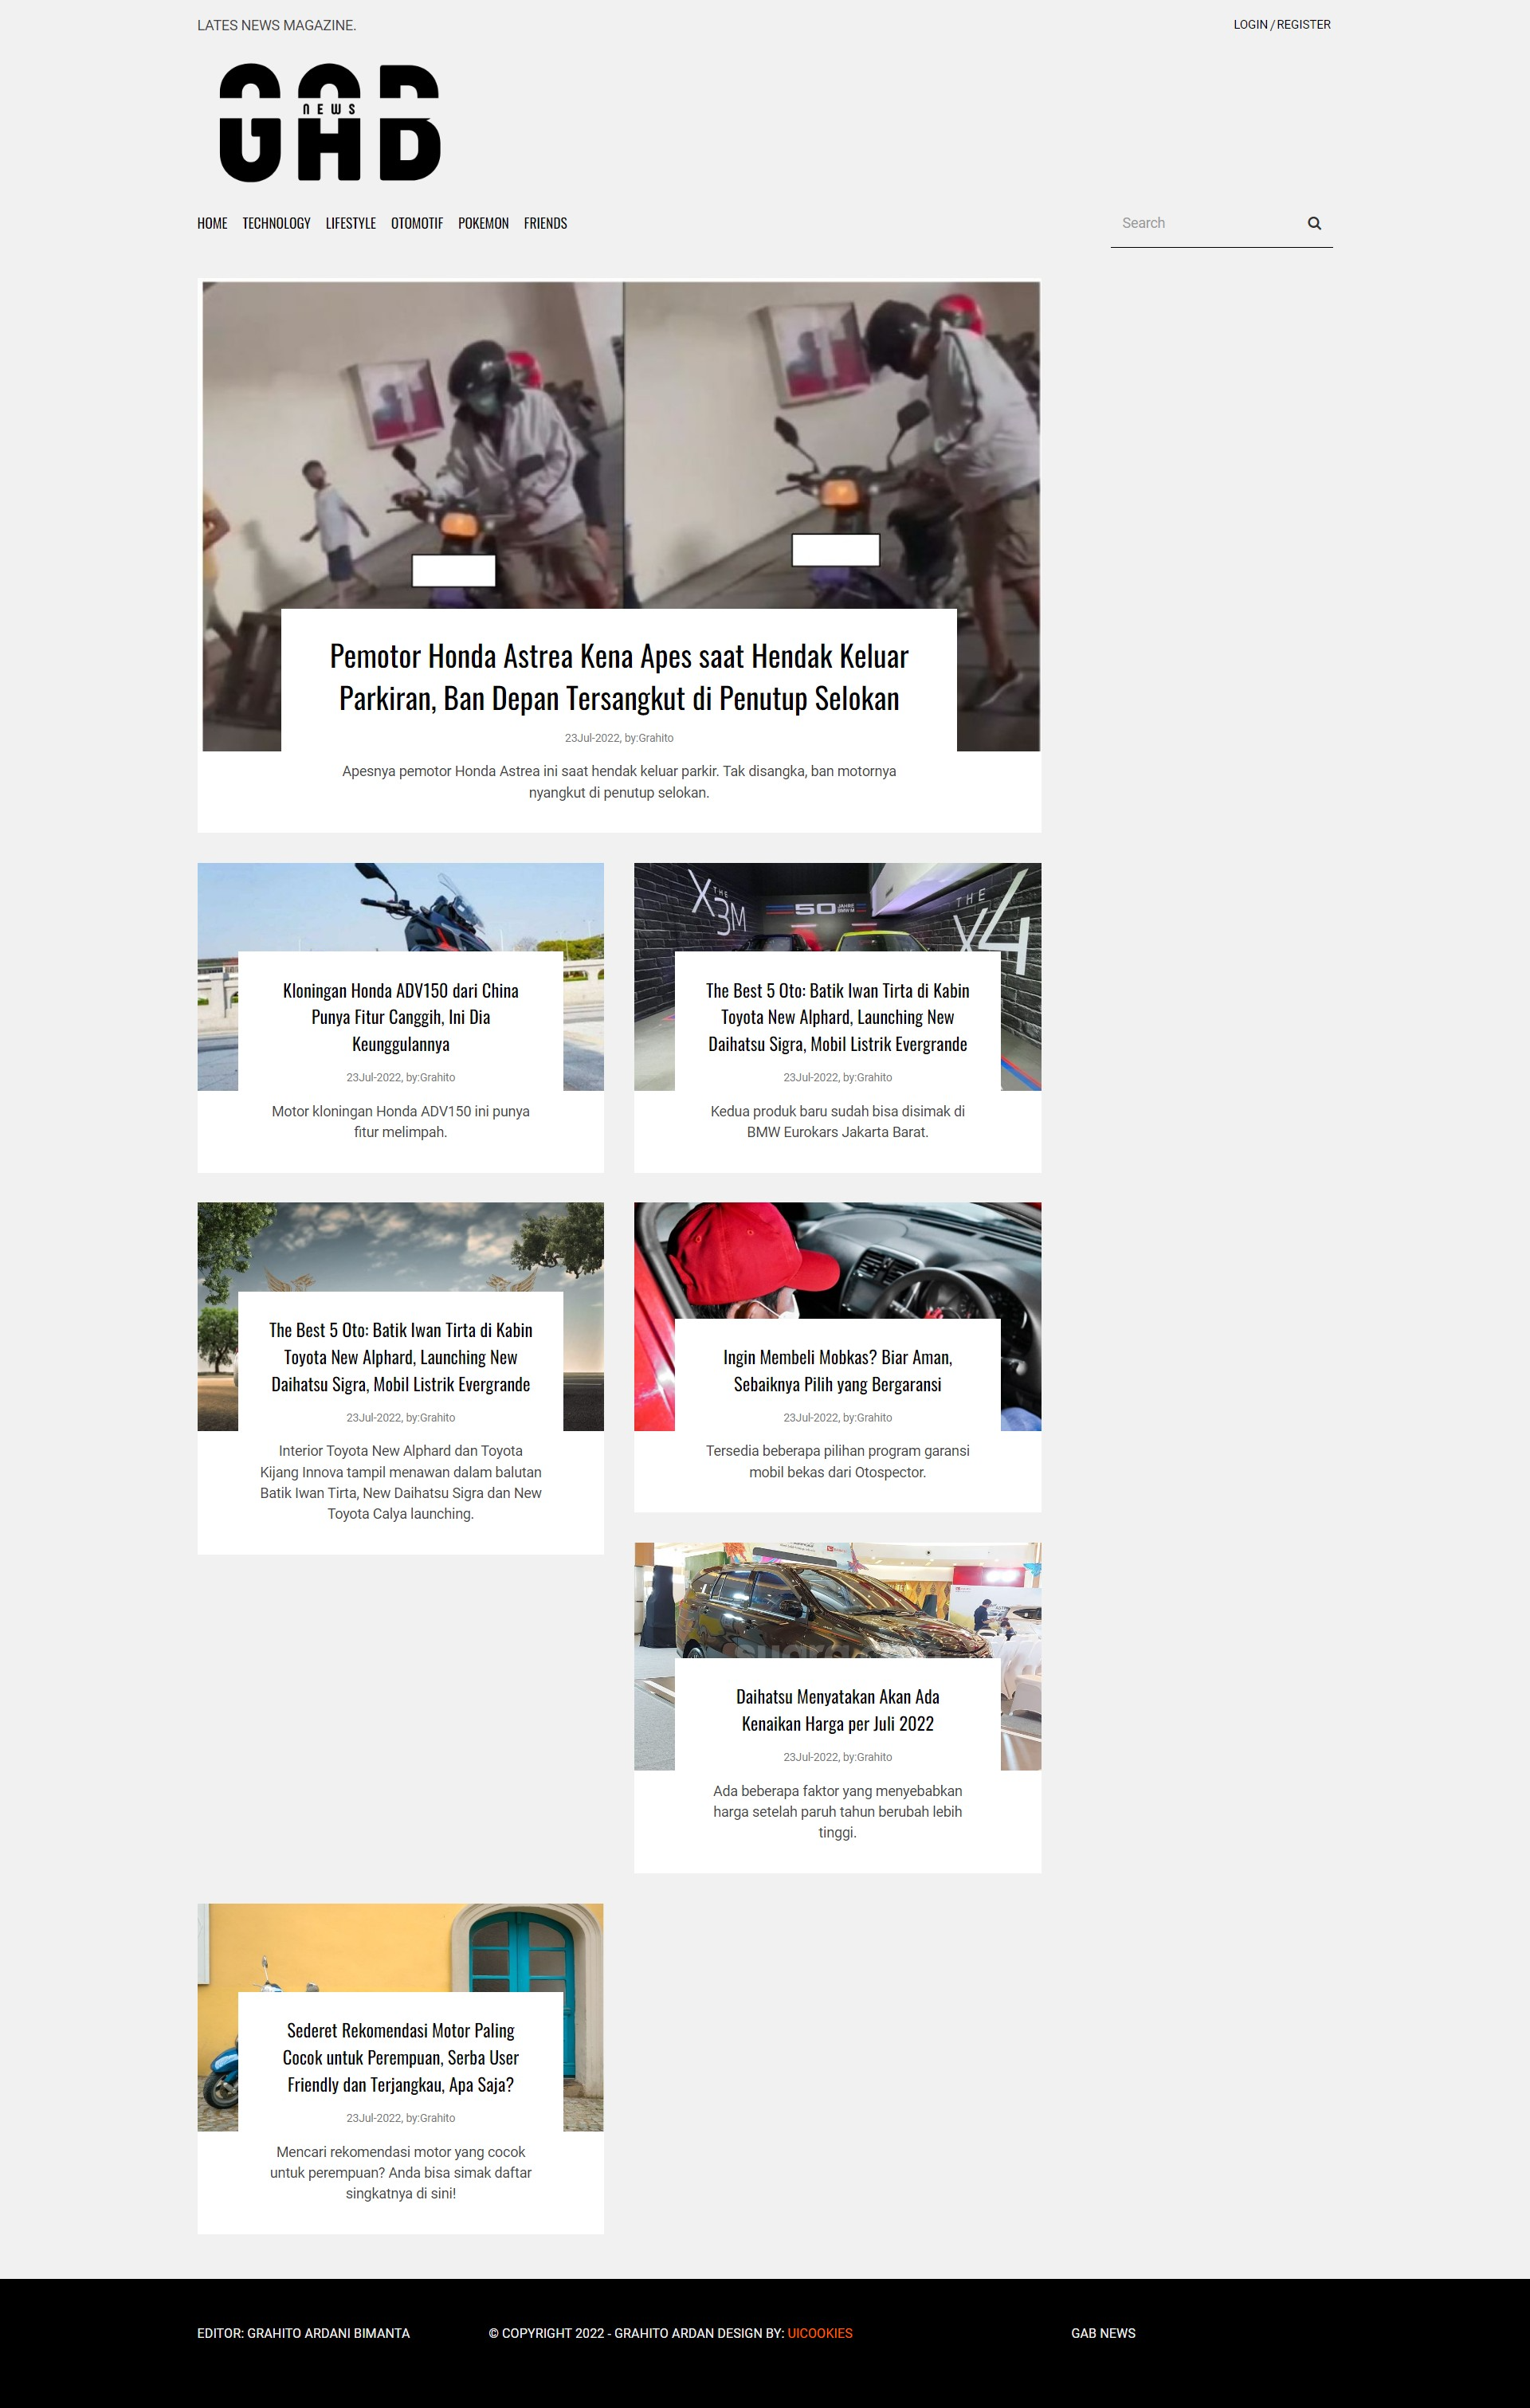 LATES NEWS MAGAZINE.
LOGIN / REGISTER
GAB
NEWS
HOME TECHNOLOGY LIFESTYLE OTOMOTIF POKEMON FRIENDS
Search
Pemotor Honda Astrea Kena Apes saat Hendak Keluar
Parkiran, Ban Depan Tersangkut di Penutup Selokan
23Jul-2022, by:Grahito
Apesnya pemotor Honda Astrea ini saat hendak keluar parkir. Tak disangka, ban motornya
nyangkut di penutup selokan.
Kloningan Honda ADV150 dari China
Punya Fitur Canggih, Ini Dia
Keunggulannya
23Jul-2022, by:Grahito
Motor kloningan Honda ADV150 ini punya
fitur melimpah.
THE
X3M
50 JAHRE
BMW M
THE
X4
The Best 5 Oto: Batik Iwan Tirta di Kabin
Toyota New Alphard, Launching New
Daihatsu Sigra, Mobil Listrik Evergrande
23Jul-2022, by:Grahito
Kedua produk baru sudah bisa disimak di
BMW Eurokars Jakarta Barat.
The Best 5 Oto: Batik Iwan Tirta di Kabin
Toyota New Alphard, Launching New
Daihatsu Sigra, Mobil Listrik Evergrande
23Jul-2022, by:Grahito
Interior Toyota New Alphard dan Toyota
Kijang Innova tampil menawan dalam balutan
Batik Iwan Tirta, New Daihatsu Sigra dan New
Toyota Calya launching.
Ingin Membeli Mobkas? Biar Aman,
Sebaiknya Pilih yang Bergaransi
23Jul-2022, by:Grahito
Tersedia beberapa pilihan program garansi
mobil bekas dari Otospector.
Daihatsu Menyatakan Akan Ada
Kenaikan Harga per Juli 2022
23Jul-2022, by:Grahito
Ada beberapa faktor yang menyebabkan
harga setelah paruh tahun berubah lebih
tinggi.
Sederet Rekomendasi Motor Paling
Cocok untuk Perempuan, Serba User
Friendly dan Terjangkau, Apa Saja?
23Jul-2022, by:Grahito
Mencari rekomendasi motor yang cocok
untuk perempuan? Anda bisa simak daftar
singkatnya di sini!
EDITOR: GRAHITO ARDANI BIMANTA
© COPYRIGHT 2022 - GRAHITO ARDAN DESIGN BY: UICOOKIES
GAB NEWS